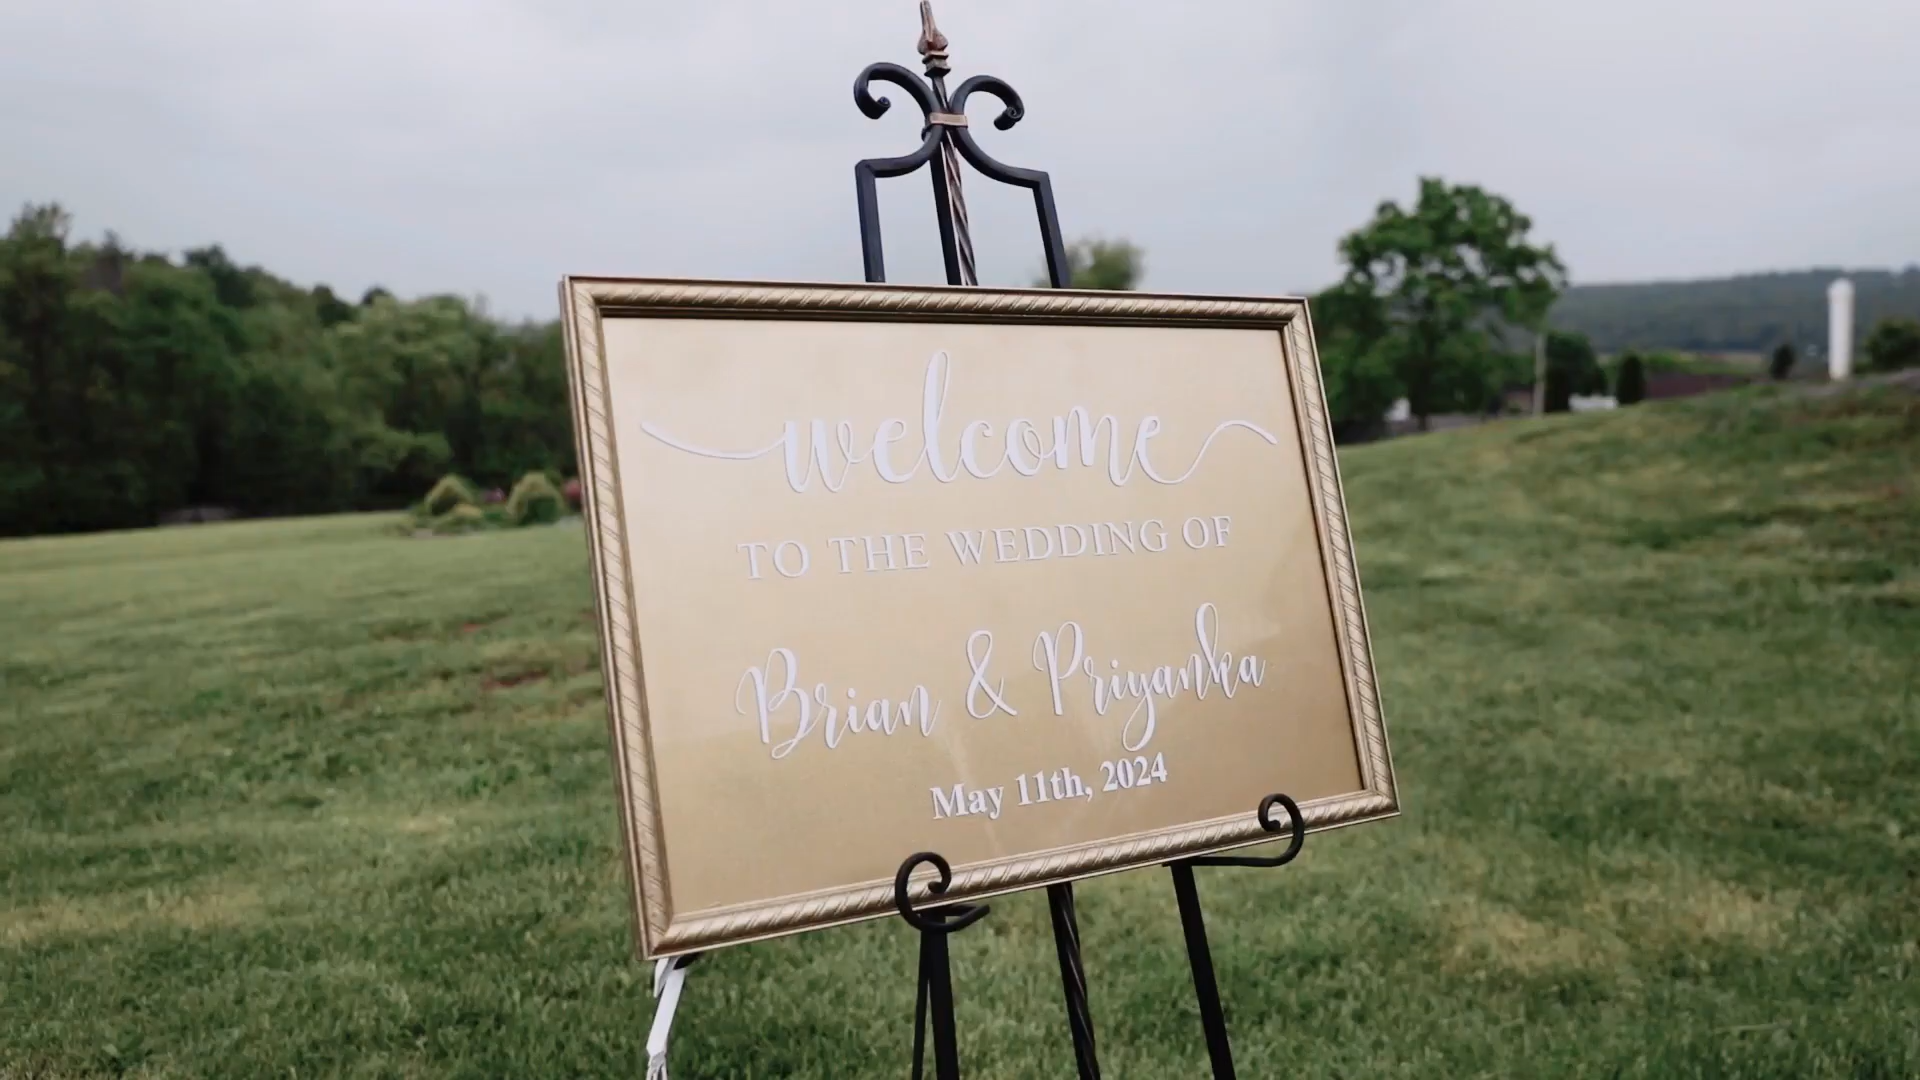 welcome
TO THE WEDDING OF
Brian & Priyanka
May 11th, 2024